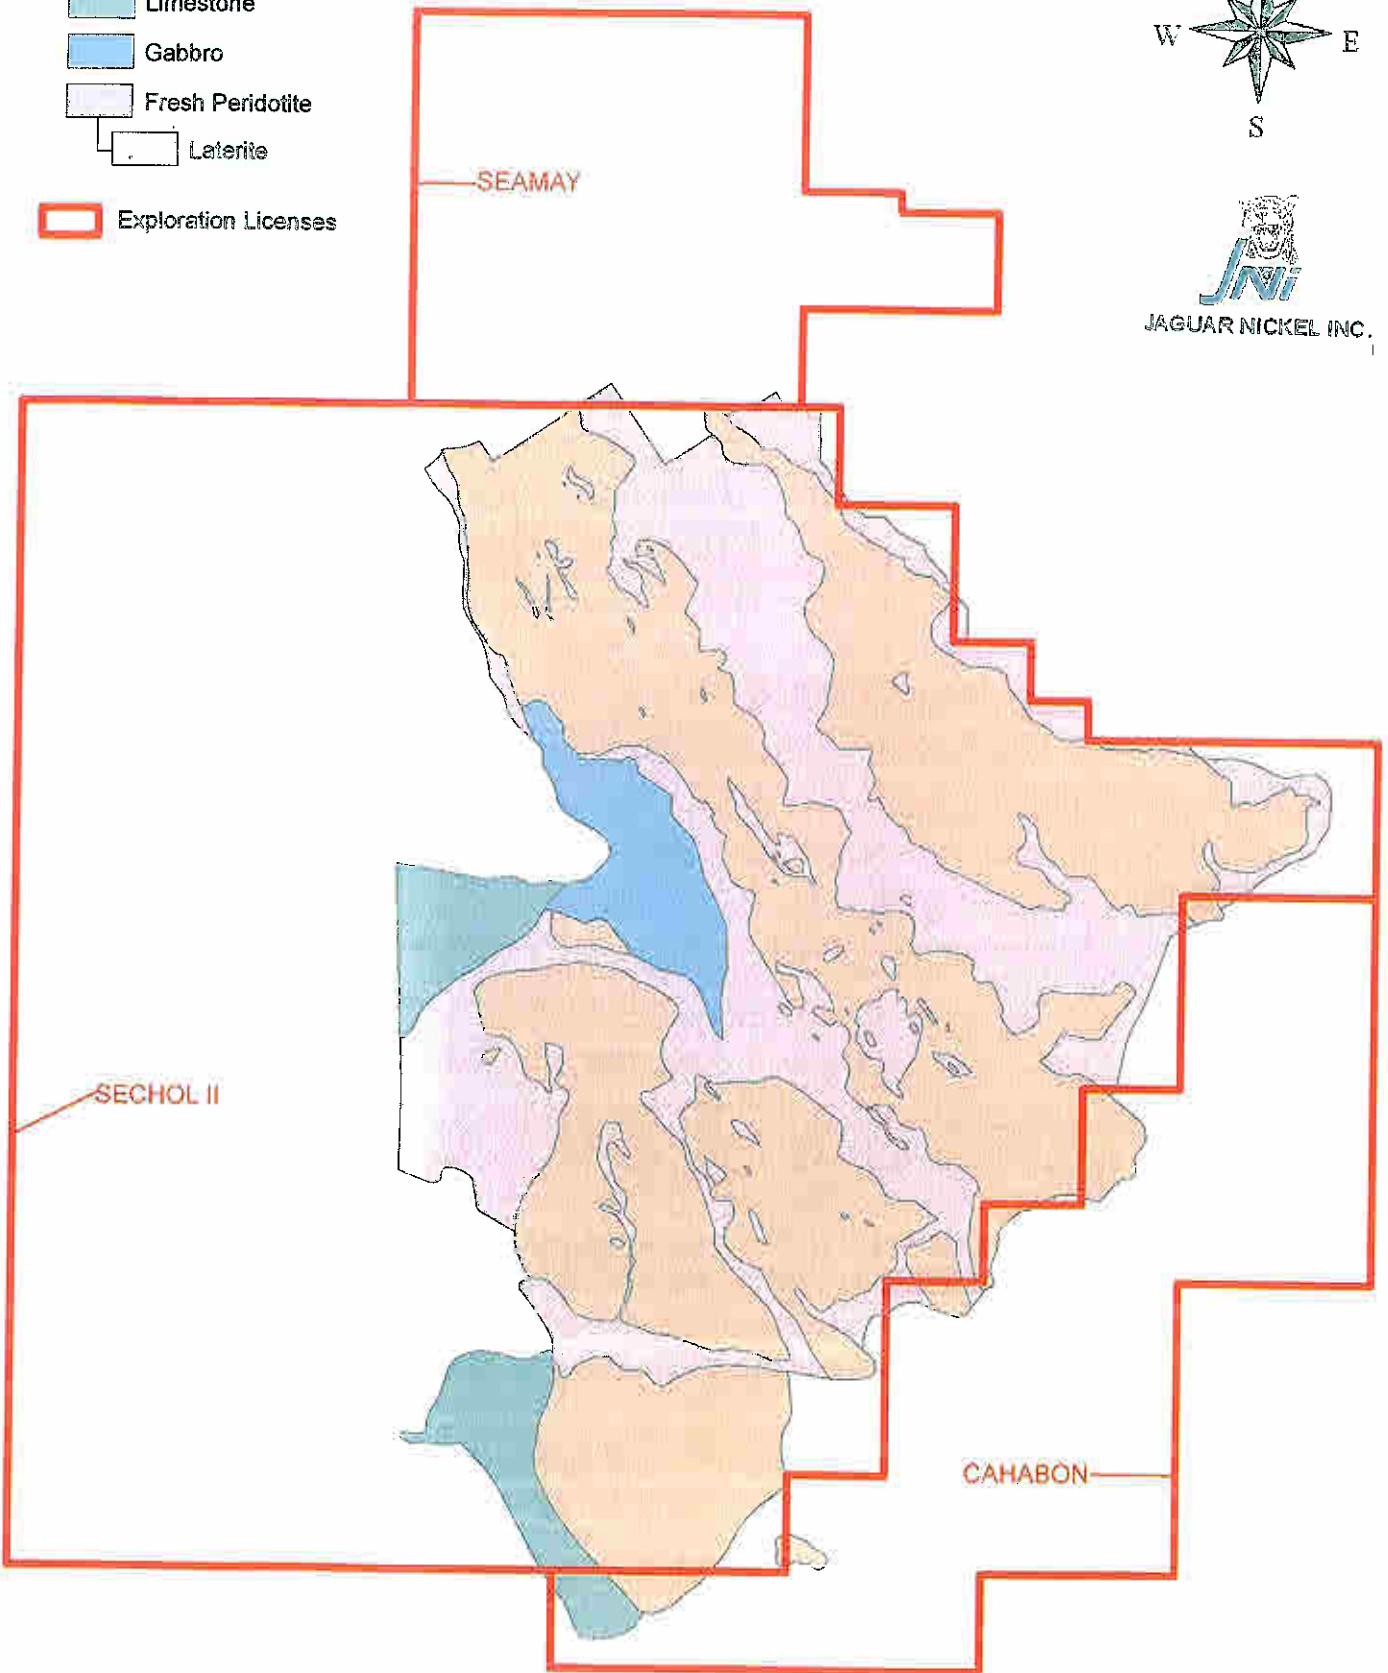 Limestone
Gabbro
Fresh Peridotite
Laterite
Exploration Licenses
W E
S
JNi
JAGUAR NICKEL INC.
SEAMAY
SECHOL II
CAHABON